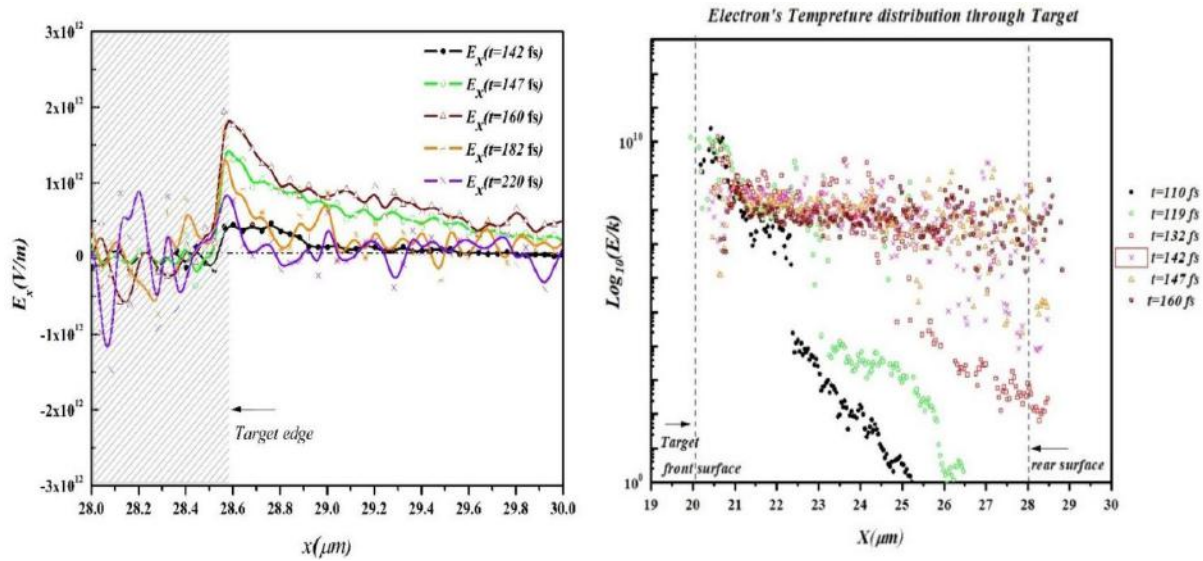 3x10¹²
2x10¹²
1x10¹²
0
-1x10¹²
-2x10¹²
-3x10¹²
Eₓ(V/m)
Eₓ(t=142 fs)
Eₓ(t=147 fs)
Eₓ(t=160 fs)
Eₓ(t=182 fs)
Eₓ(t=220 fs)
Target edge
28.0 28.2 28.4 28.6 28.8 29.0 29.2 29.4 29.6 29.8 30.0
x(μm)
Electron's Tempreture distribution through Target
10¹⁰
10⁰
Log₁₀(E/k)
Target
front surface
rear surface
19 20 21 22 23 24 25 26 27 28 29 30
X(μm)
t=110 fs
t=119 fs
t=132 fs
t=142 fs
t=147 fs
t=160 fs